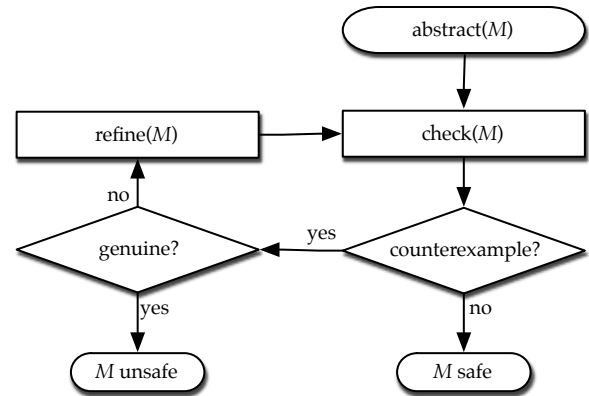 abstract(M)
refine(M)
check(M)
no
yes
genuine?
counterexample?
yes
no
M unsafe
M safe